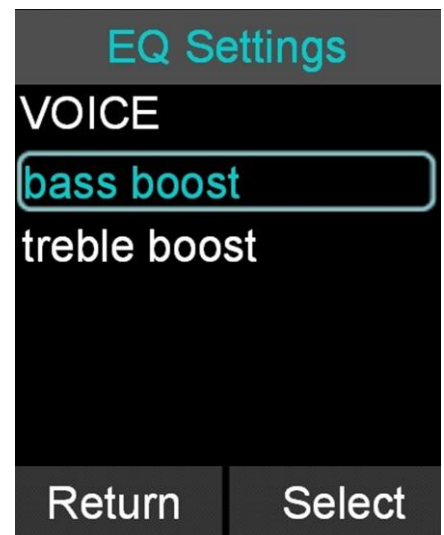 EQ Settings
VOICE
bass boost
treble boost
Return Select